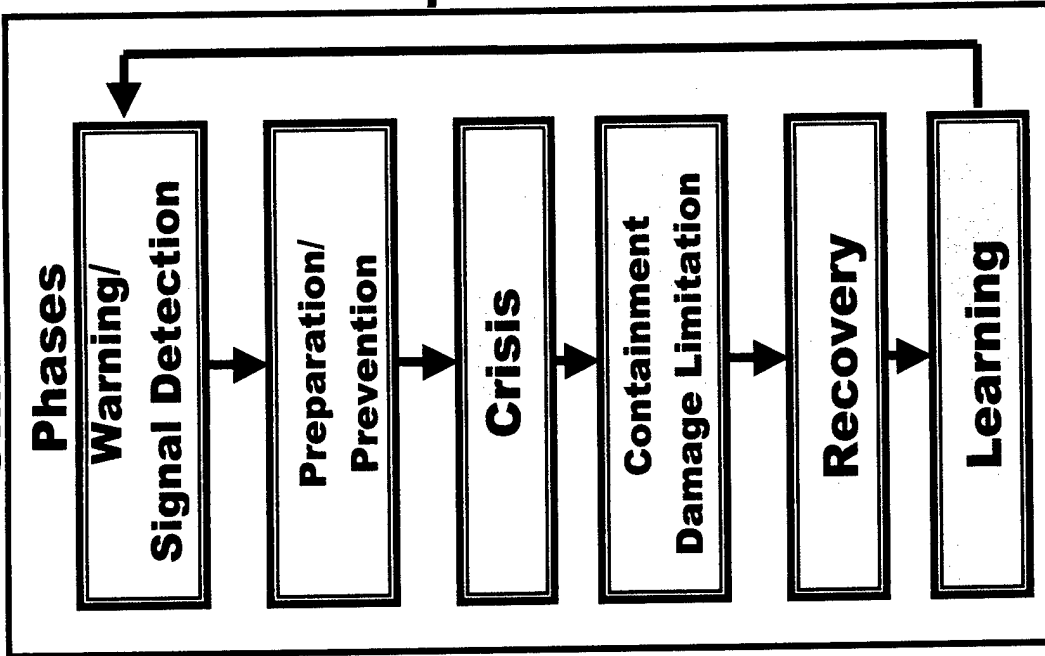 Phases
Warning/
Signal Detection
Preparation/
Prevention
Crisis
Containment
Damage Limitation
Recovery
Learning